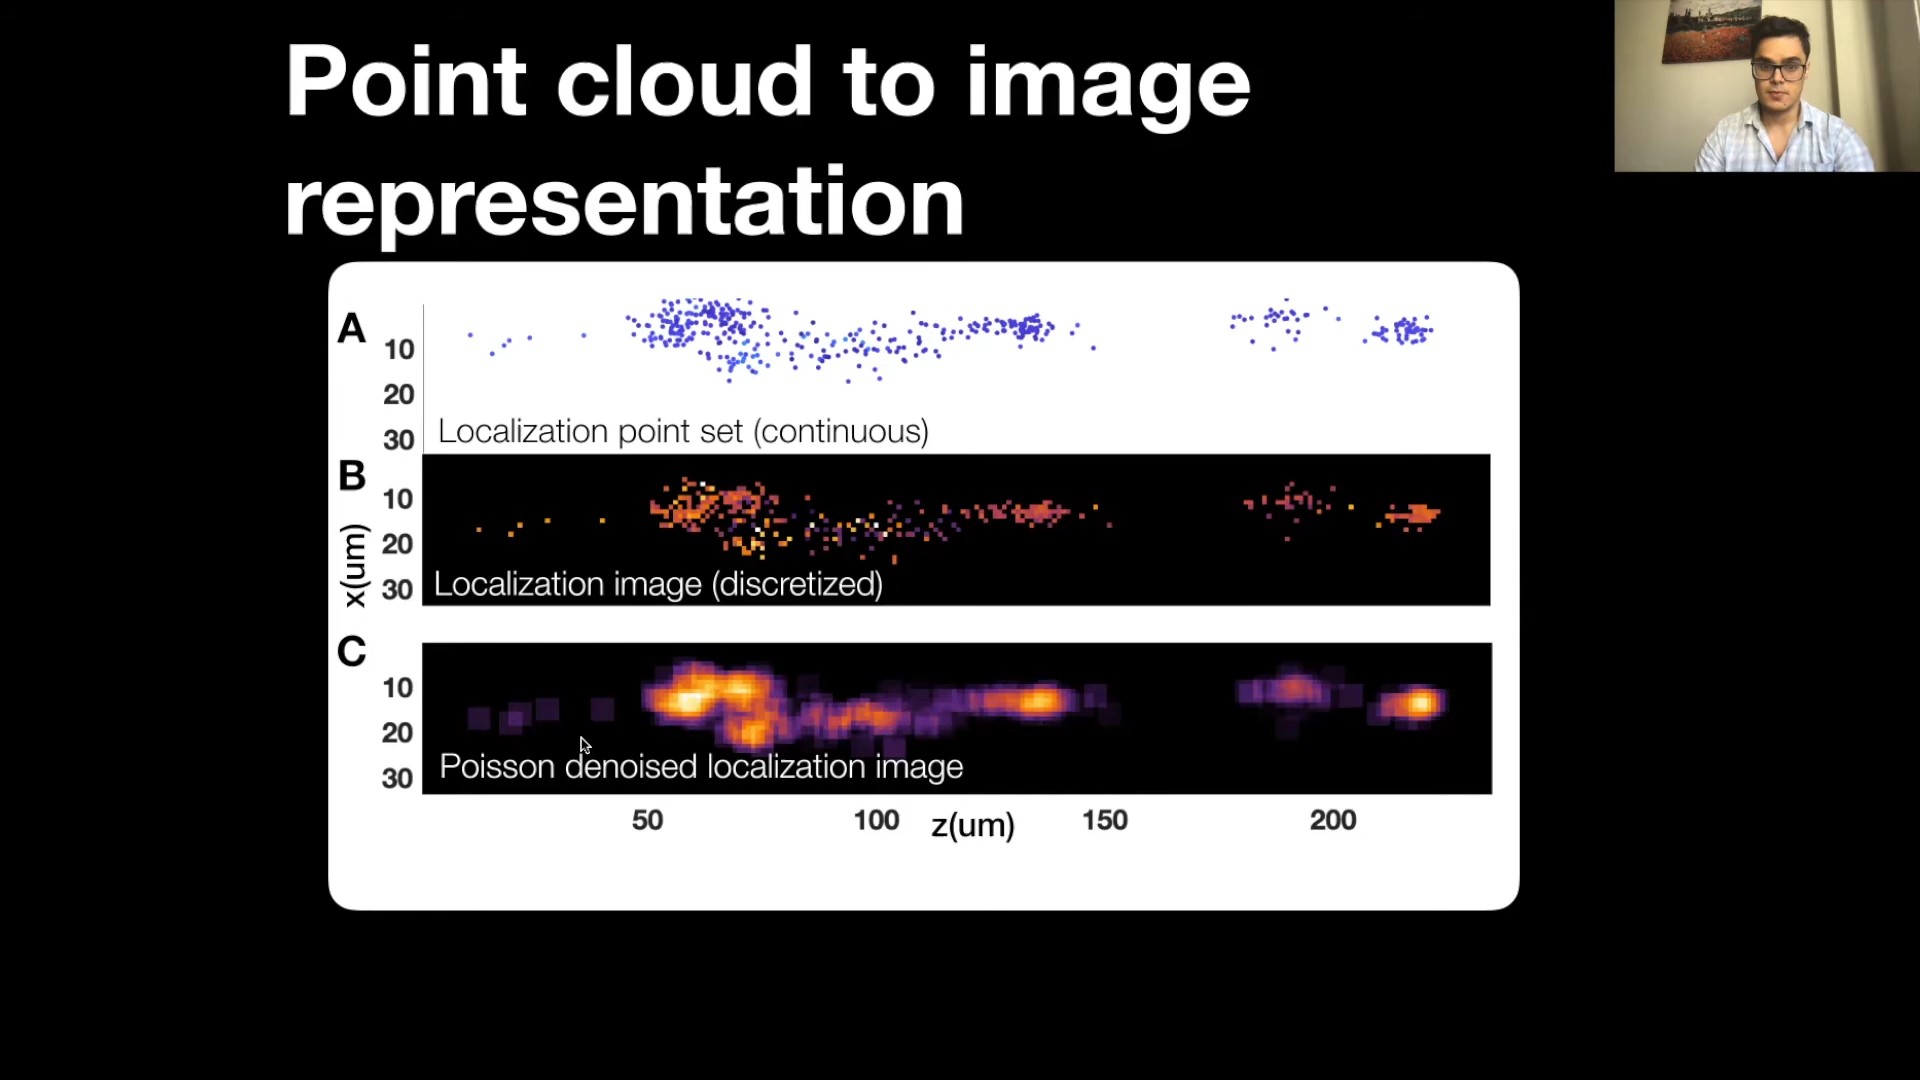 Point cloud to image
representation
A
10
20
30
Localization point set (continuous)
B
10
20
30
x(um)
Localization image (discretized)
C
10
20
30
Poisson denoised localization image
50 100 150 200
z(um)